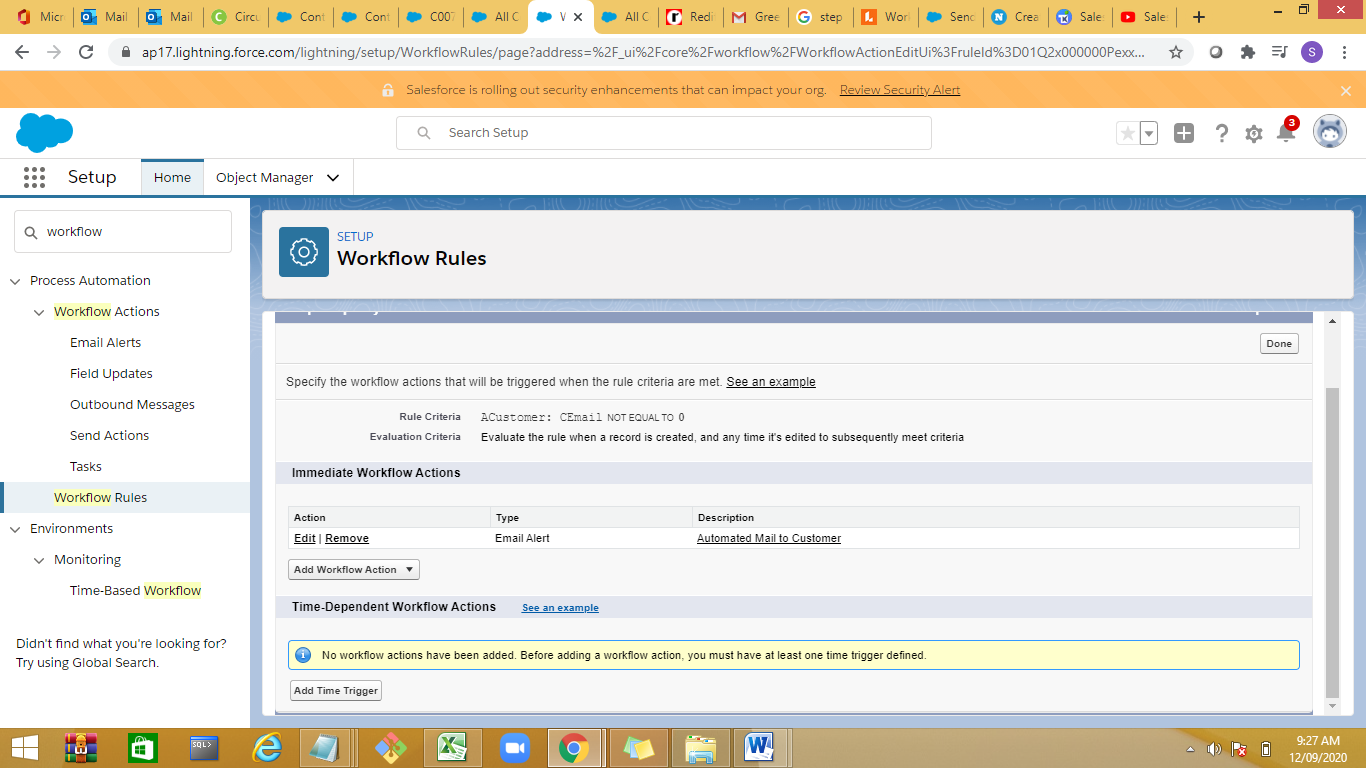 Micr
Mail
Mail
Circu
Cont
Cont
C007
All C
W
All C
Redi
Gree
step
Worl
Send
Crea
Sale
Sale
ap17.lightning.force.com/lightning/setup/WorkflowRules/page?address=%2F_ui%2Fcore%2Fworkflow%2FWorkflowActionEditUi%3FruleId%3D01Q2x000000Pexx...
S
Salesforce is rolling out security enhancements that can impact your org. Review Security Alert
Search Setup
3
Setup
Home
Object Manager
workflow
SETUP
Workflow Rules
Process Automation
Workflow Actions
Email Alerts
Field Updates
Outbound Messages
Send Actions
Tasks
Workflow Rules
Environments
Monitoring
Time-Based Workflow
Didn't find what you're looking for?
Try using Global Search.
Done
Specify the workflow actions that will be triggered when the rule criteria are met. See an example
Rule Criteria ACustomer: CEmail NOT EQUAL TO 0
Evaluation Criteria Evaluate the rule when a record is created, and any time it's edited to subsequently meet criteria
Immediate Workflow Actions
Action Type Description
Edit | Remove Email Alert Automated Mail to Customer
Add Workflow Action
Time-Dependent Workflow Actions See an example
No workflow actions have been added. Before adding a workflow action, you must have at least one time trigger defined.
Add Time Trigger
SQL>
9:27 AM
12/09/2020